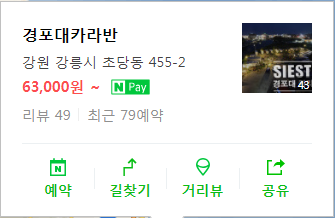 경포대카라반
강원 강릉시 초당동 455-2
63,000원 ~ N Pay
SIEST
경포대 43
리뷰 49 | 최근 79예약
N
예약 길찾기 거리뷰 공유